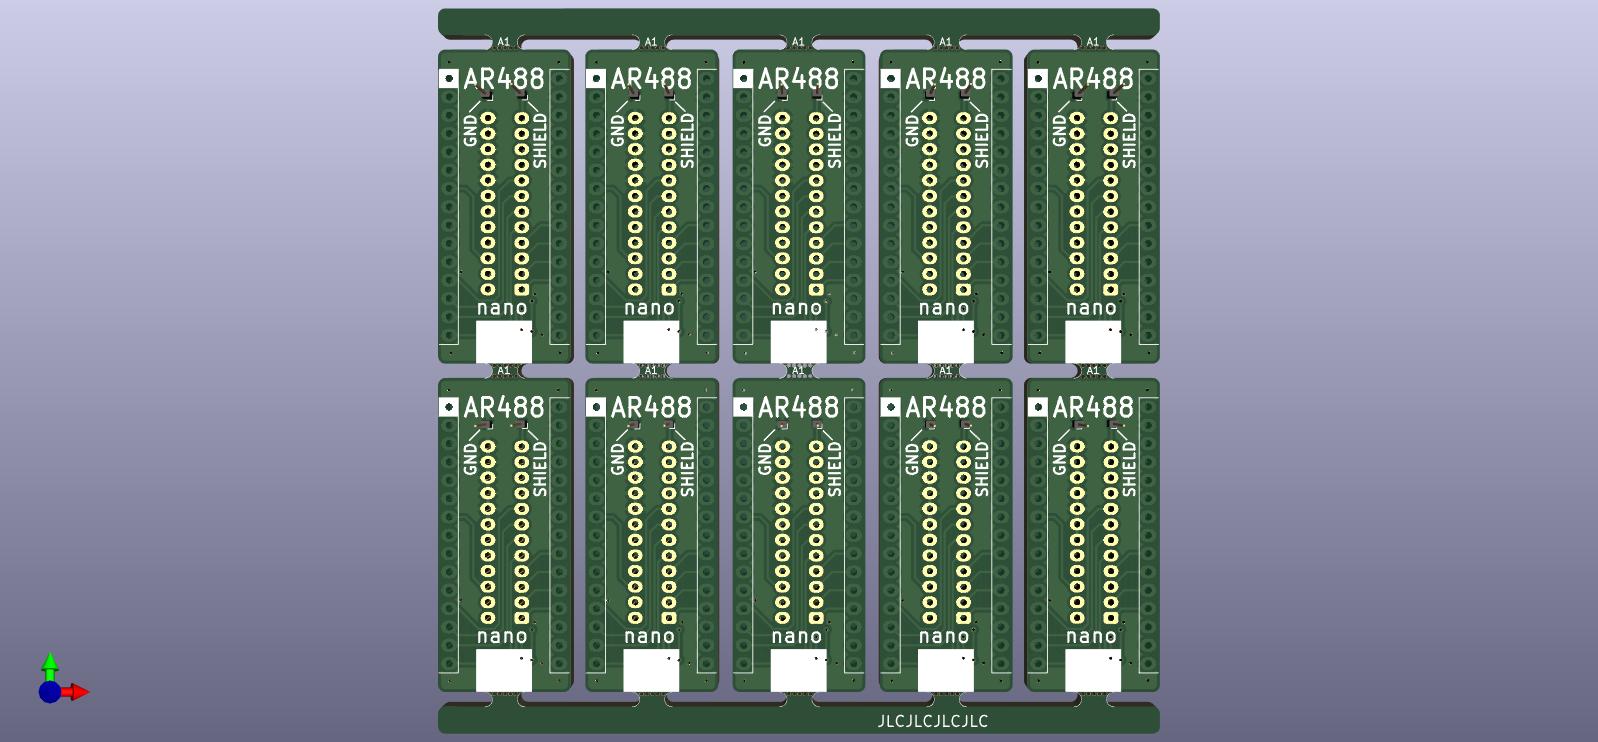 A1 A1 A1 A1 A1
AR488 AR488 AR488 AR488 AR488
GND SHIELD GND SHIELD GND SHIELD GND SHIELD GND SHIELD
nano nano nano nano nano
A1 A1 A1 A1 A1
AR488 AR488 AR488 AR488 AR488
GND SHIELD GND SHIELD GND SHIELD GND SHIELD GND SHIELD
nano nano nano nano nano
JLCJLCJLCJLC